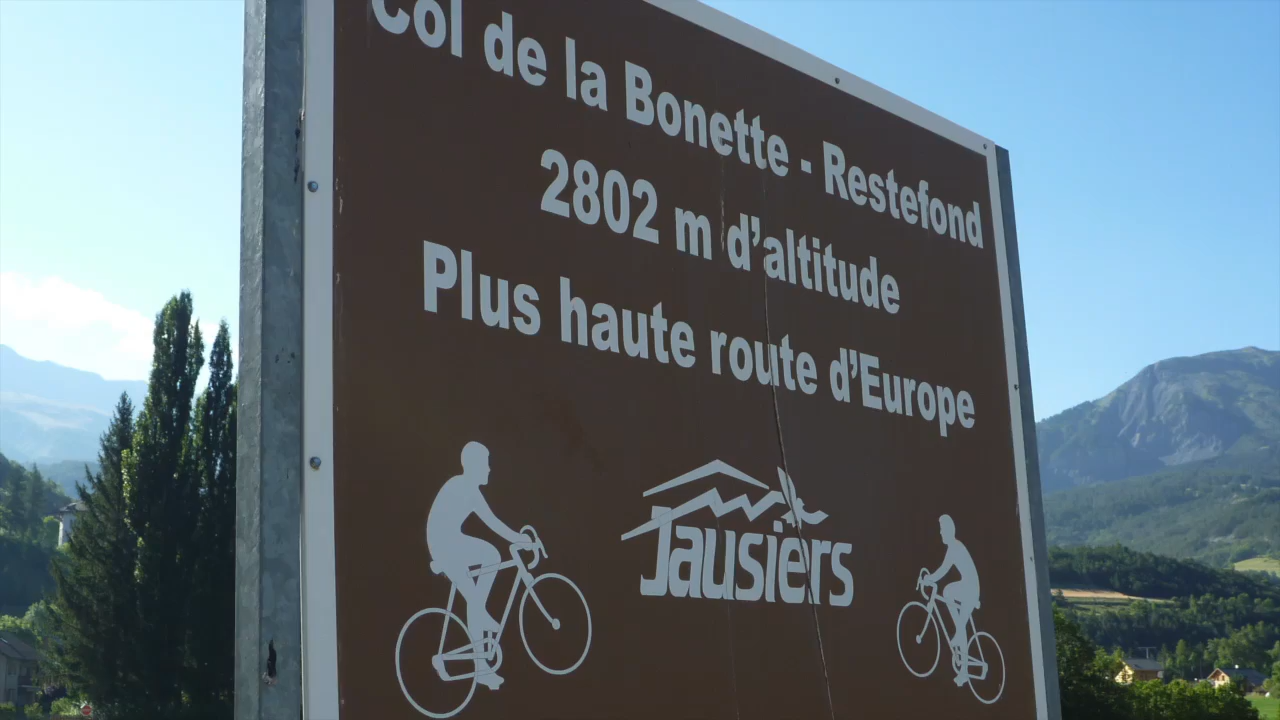 Col de la Bonette - Restefond
2802 m d’altitude
Plus haute route d’Europe
Jausiers